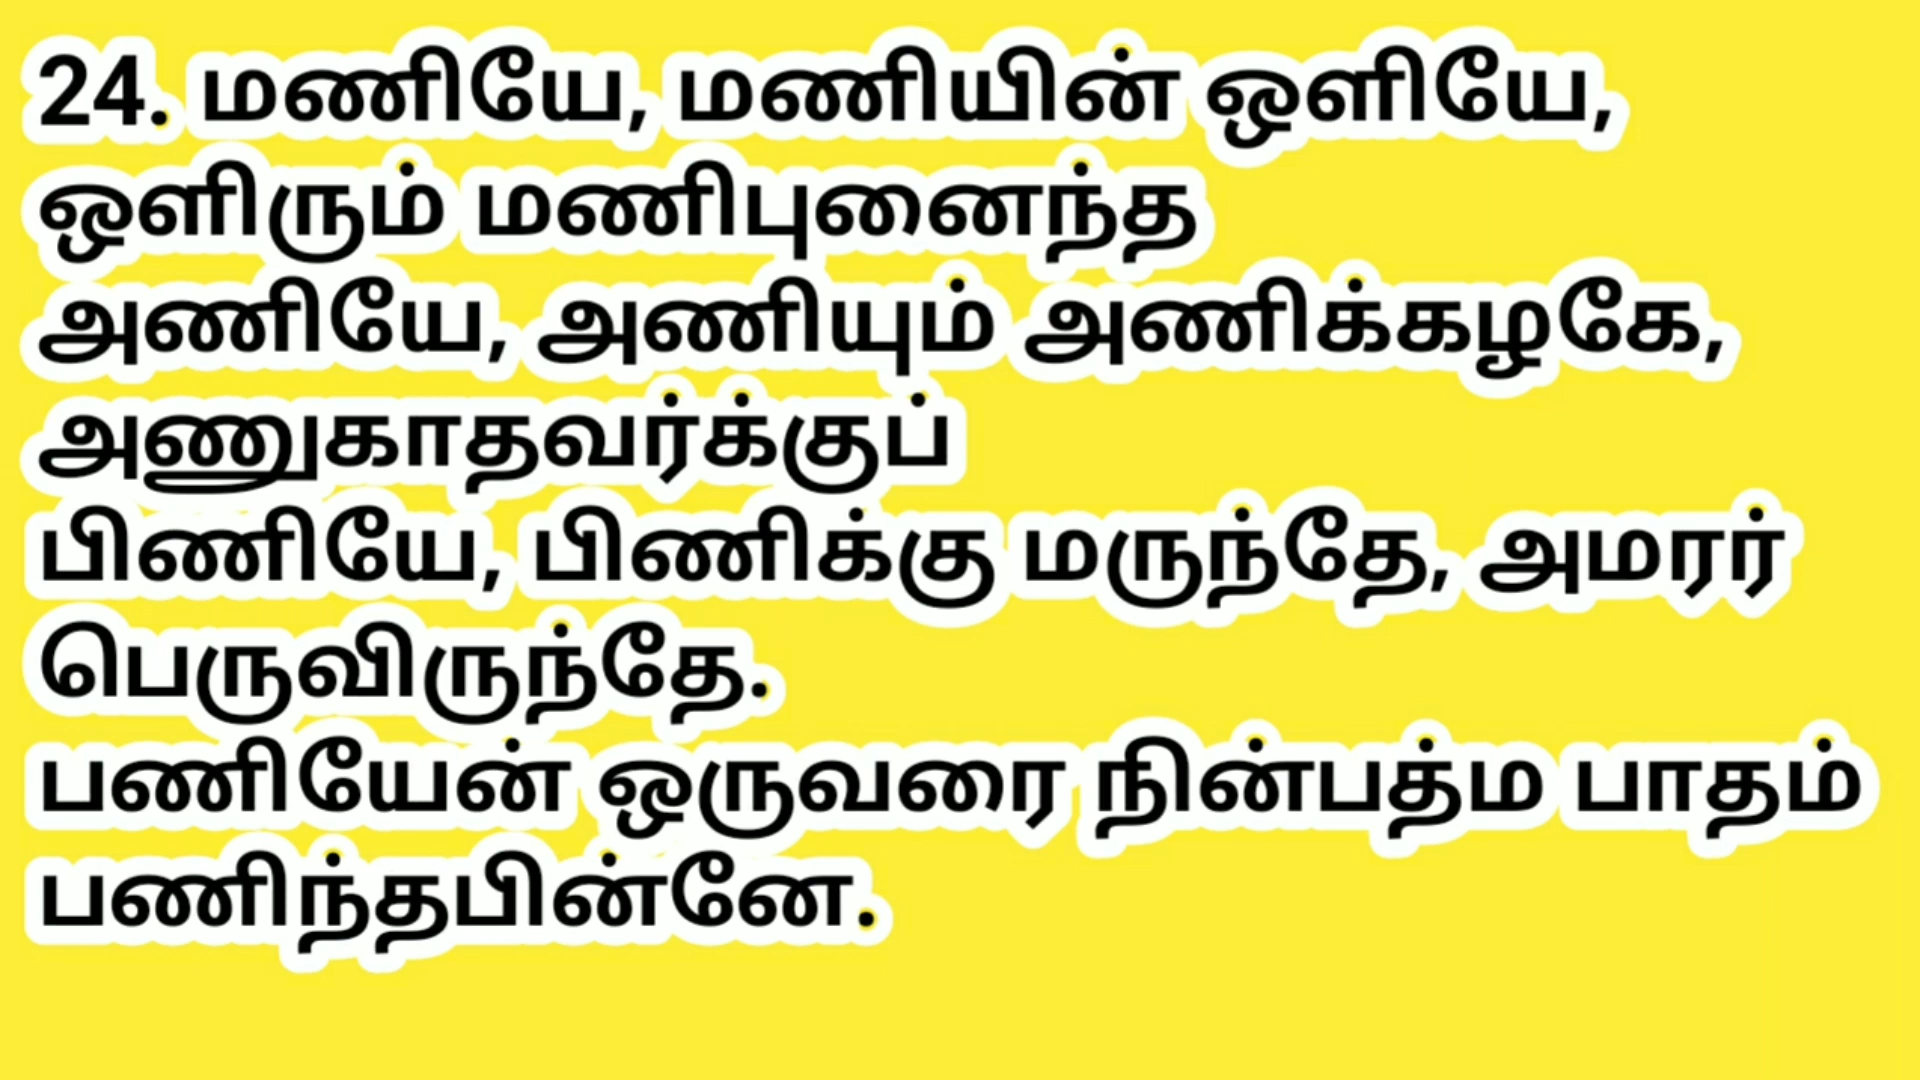 24. மணியே, மணியின் ஒளியே,
ஒளிரும் மணிபுனைந்த
அணியே, அணியும் அணிக்கழகே,
அணுகாதவர்க்குப்
பிணியே, பிணிக்கு மருந்தே, அமரர்
பெருவிருந்தே.
பணியேன் ஒருவரை நின்பத்ம பாதம்
பணிந்தபின்னே.